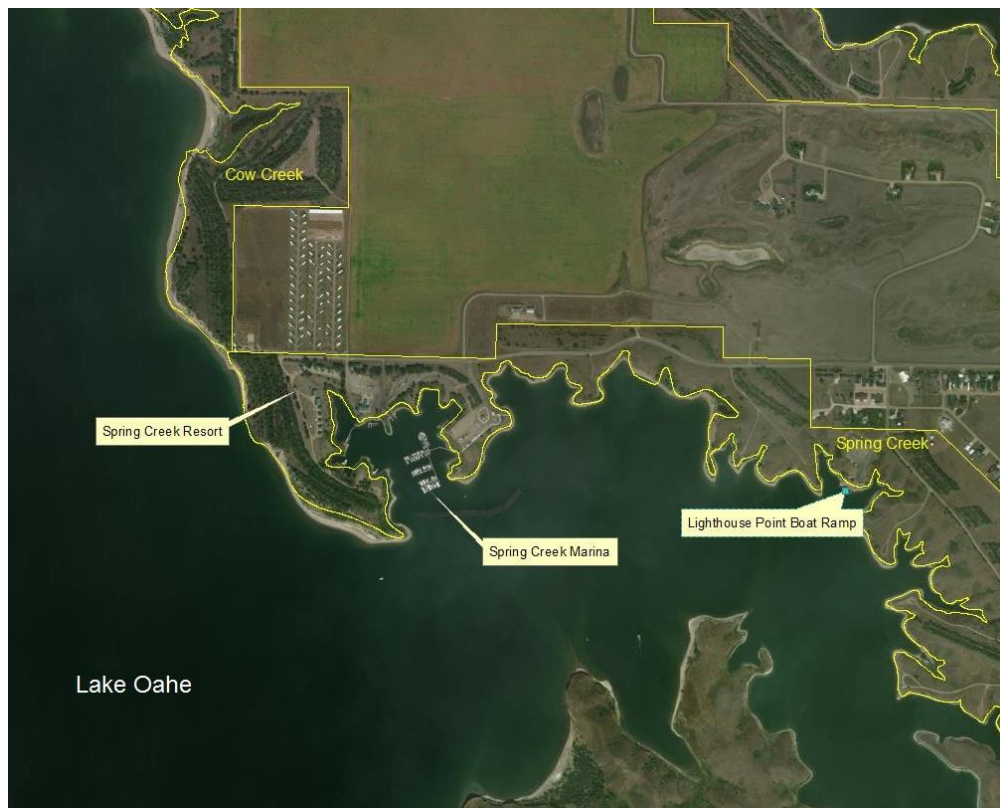 Cow Creek
Spring Creek Resort
Spring Creek
Lighthouse Point Boat Ramp
Spring Creek Marina
Lake Oahe